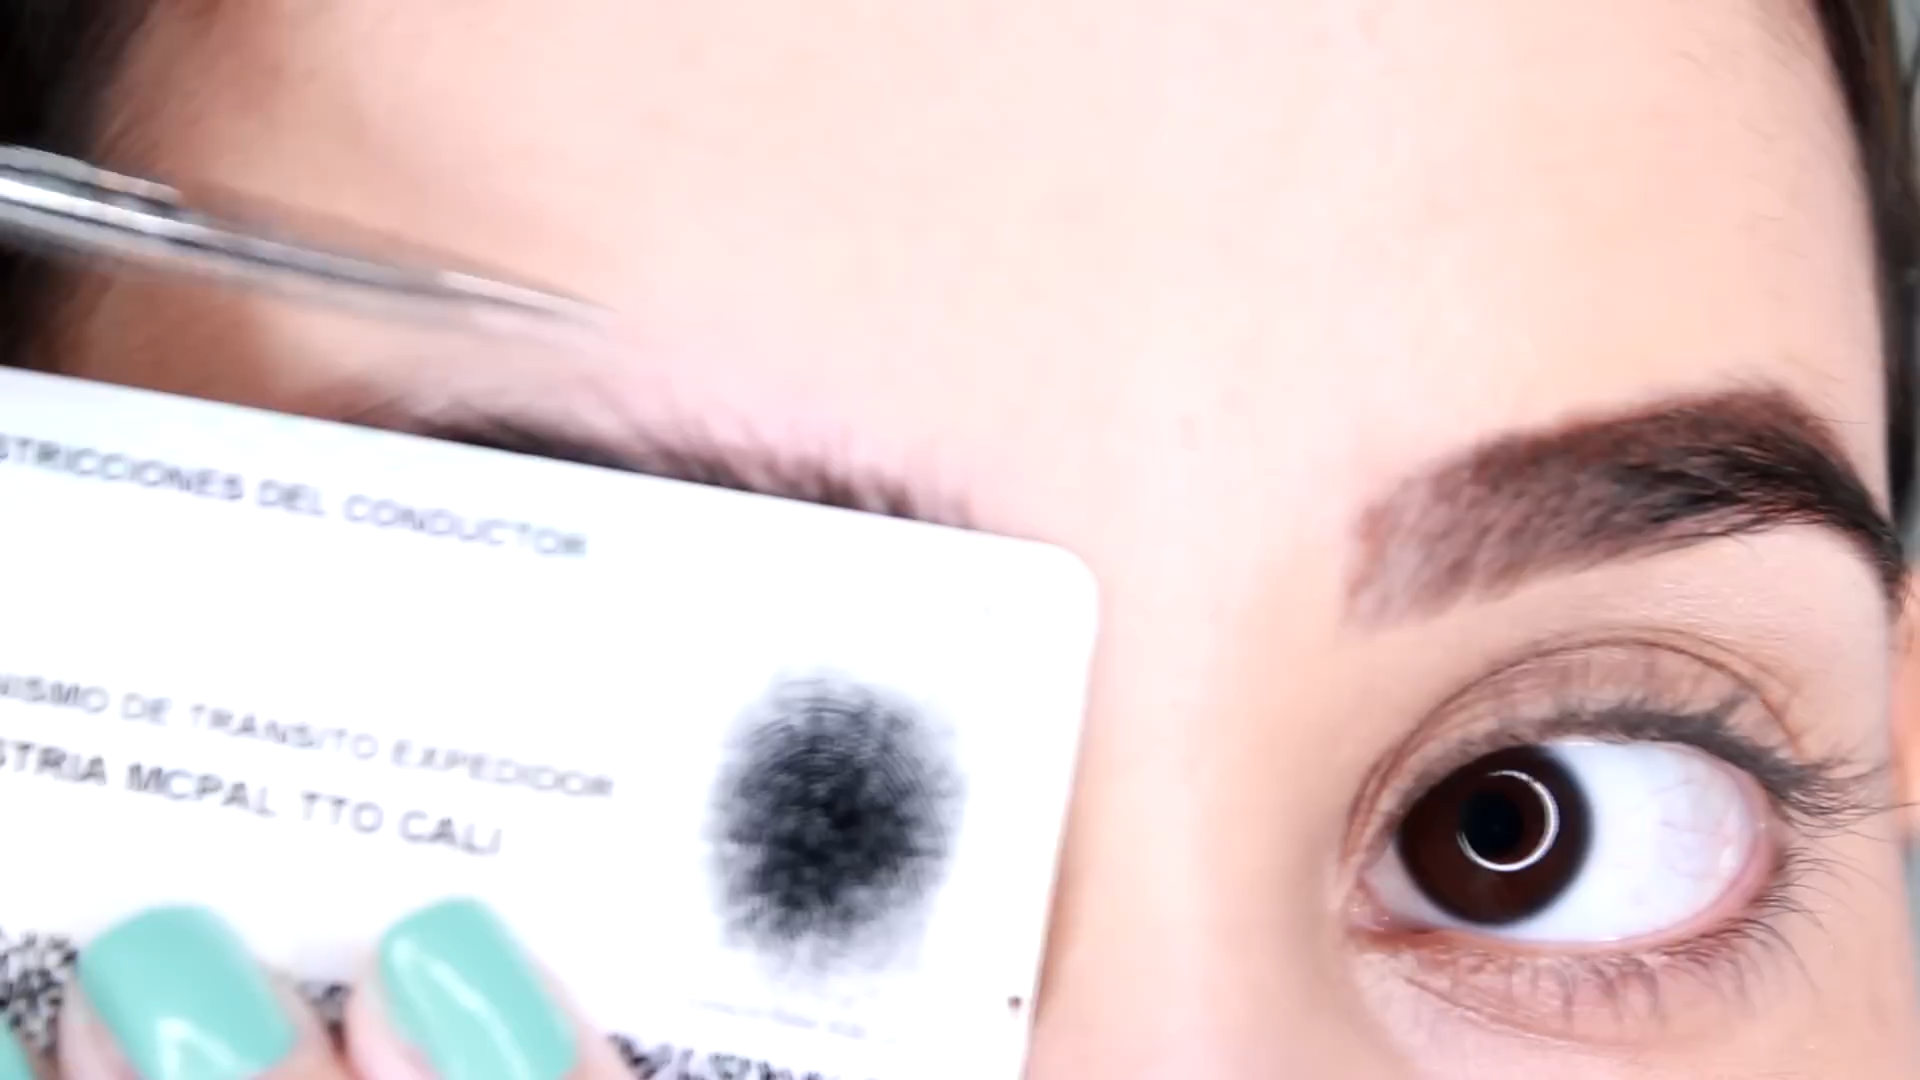 STRICCIONES DEL CONDUCTOR
NISMO DE TRANSITO EXPEDIDOR
STRIA MCPAL TTO CALI